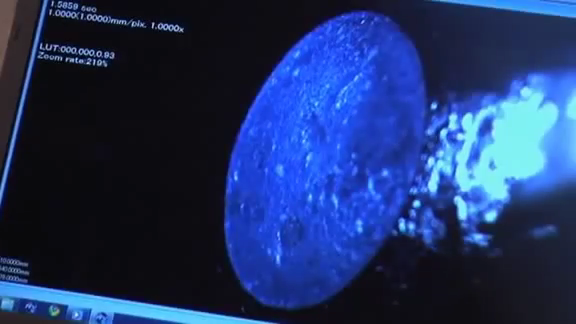 1.5859 sec
1.0000(1.0000)mm/pix. 1.0000x
LUT:000,000,0.93
Zoom rate:219%